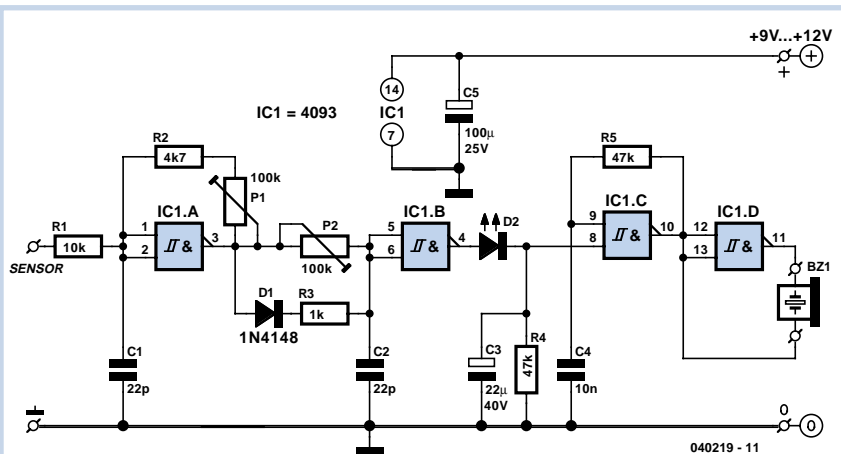 +9V...+12V
+
14
IC1
7
C5
100µ
25V
IC1 = 4093
R2
4k7
100k
P1
R5
47k
R1
10k
SENSOR
IC1.A
1
2
&
3
P2
100k
IC1.B
5
6
&
4
D2
IC1.C
9
8
&
10
IC1.D
12
13
&
11
BZ1
D1
1N4148
R3
1k
C1
22p
C2
22p
C3
22µ
40V
R4
47k
C4
10n
0
0
040219 - 11